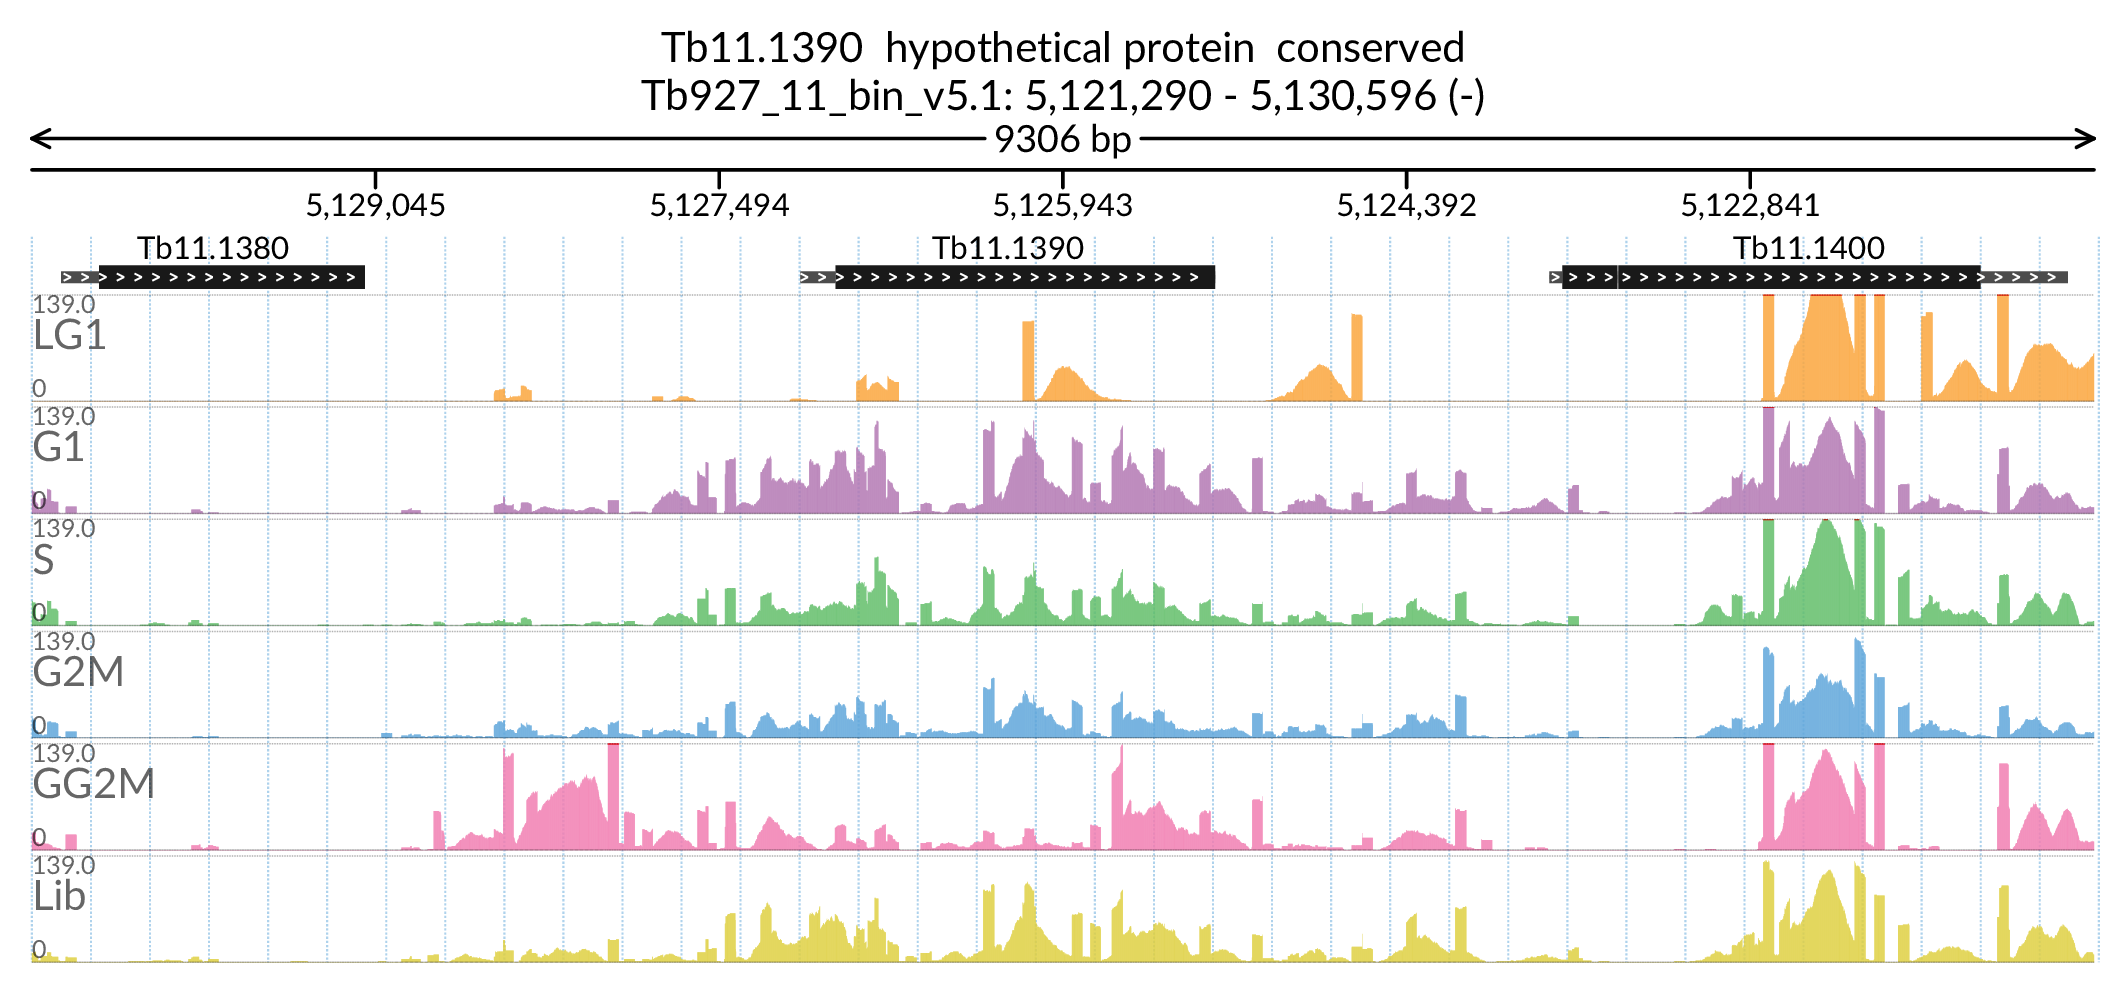 Tb11.1390  hypothetical protein  conserved
Tb927_11_bin_v5.1: 5,121,290 - 5,130,596 (-)
9306 bp
5,129,045 5,127,494 5,125,943 5,124,392 5,122,841
Tb11.1380 Tb11.1390 Tb11.1400
139.0
LG1
0
139.0
G1
0
139.0
S
0
139.0
G2M
0
139.0
GG2M
0
139.0
Lib
0